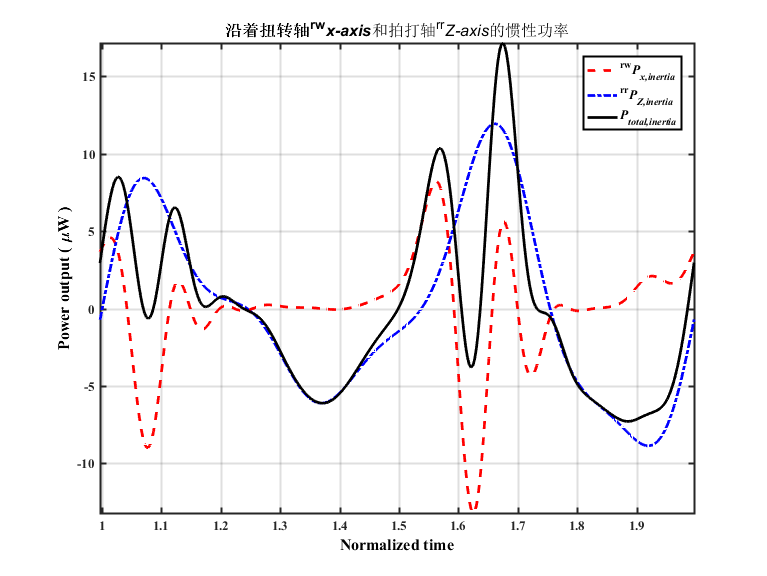 沿着扭转轴rwx-axis和拍打轴rrZ-axis的惯性功率
rwPx,inertia
rrPZ,inertia
Ptotal,inertia
15
10
5
0
-5
-10
Power output ( μW )
1 1.1 1.2 1.3 1.4 1.5 1.6 1.7 1.8 1.9
Normalized time